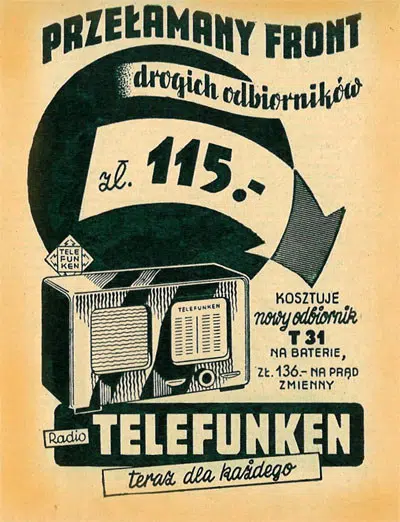 PRZEŁAMANY FRONT
drogich odbiorników
zł. 115.-
TELE
FUN
KEN
TELEFUNKEN
KOSZTUJE
nowy odbiornik
T 31
NA BATERIE,
ZŁ. 136.- NA PRĄD
ZMIENNY
Radio TELEFUNKEN
teraz dla każdego